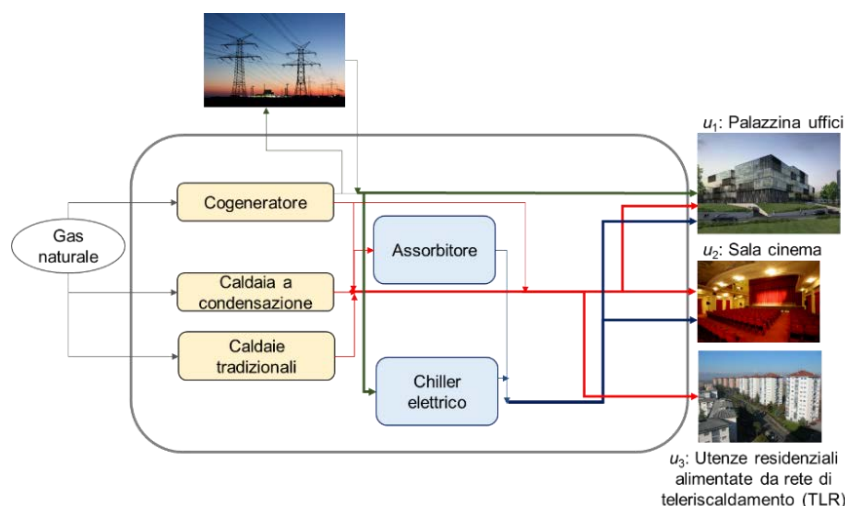 u1: Palazzina uffici
Cogeneratore
Gas
naturale
Assorbitore
u2: Sala cinema
Caldaia a
condensazione
Caldaie
tradizionali
Chiller
elettrico
u3: Utenze residenziali
alimentate da rete di
teleriscaldamento (TLR)